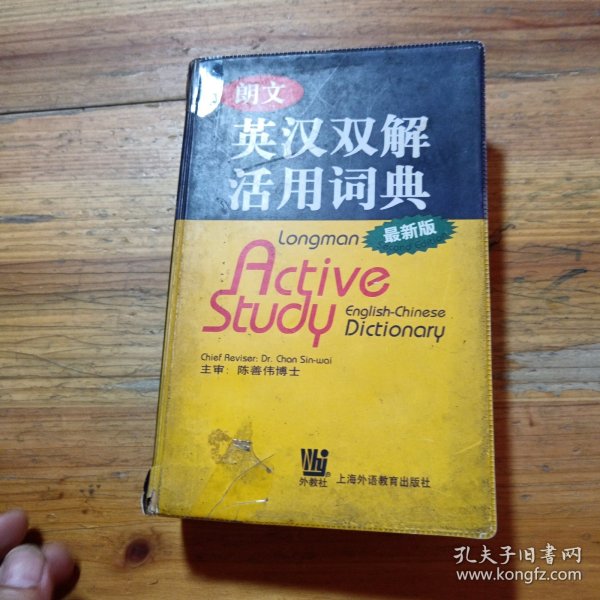 朗文
英汉双解
活用词典
最新版
Longman
Active
Study
English-Chinese
Dictionary
Chief Reviser: Dr. Chan Sin-wai
主审: 陈善伟博士
外教社
上海外语教育出版社
孔夫子旧书网
www.kongfz.com